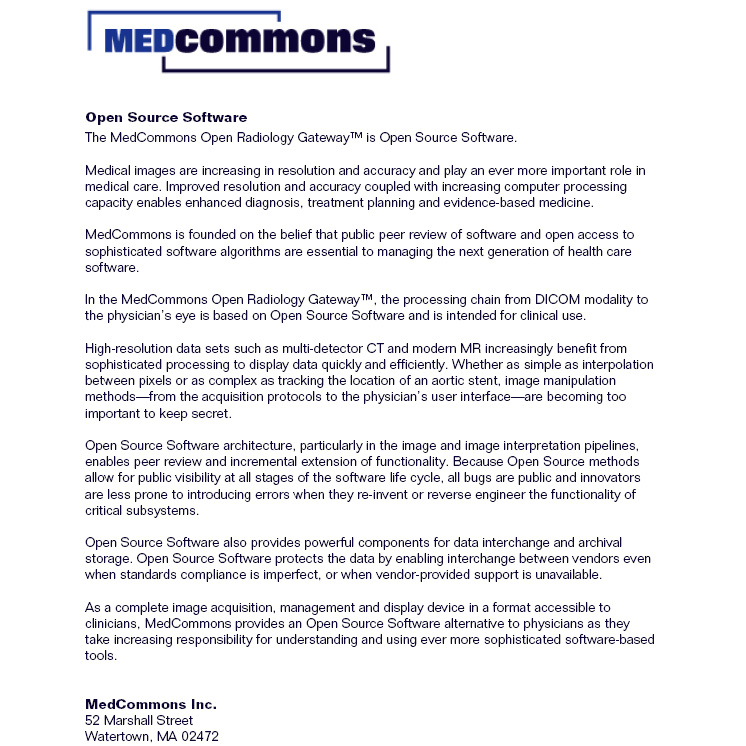 MEDcommons
Open Source Software
The MedCommons Open Radiology Gateway™ is Open Source Software.
Medical images are increasing in resolution and accuracy and play an ever more important role in
medical care. Improved resolution and accuracy coupled with increasing computer processing
capacity enables enhanced diagnosis, treatment planning and evidence-based medicine.
MedCommons is founded on the belief that public peer review of software and open access to
sophisticated software algorithms are essential to managing the next generation of health care
software.
In the MedCommons Open Radiology Gateway™, the processing chain from DICOM modality to
the physician's eye is based on Open Source Software and is intended for clinical use.
High-resolution data sets such as multi-detector CT and modern MR increasingly benefit from
sophisticated processing to display data quickly and efficiently. Whether as simple as interpolation
between pixels or as complex as tracking the location of an aortic stent, image manipulation
methods—from the acquisition protocols to the physician's user interface—are becoming too
important to keep secret.
Open Source Software architecture, particularly in the image and image interpretation pipelines,
enables peer review and incremental extension of functionality. Because Open Source methods
allow for public visibility at all stages of the software life cycle, all bugs are public and innovators
are less prone to introducing errors when they re-invent or reverse engineer the functionality of
critical subsystems.
Open Source Software also provides powerful components for data interchange and archival
storage. Open Source Software protects the data by enabling interchange between vendors even
when standards compliance is imperfect, or when vendor-provided support is unavailable.
As a complete image acquisition, management and display device in a format accessible to
clinicians, MedCommons provides an Open Source Software alternative to physicians as they
take increasing responsibility for understanding and using ever more sophisticated software-based
tools.
MedCommons Inc.
52 Marshall Street
Watertown, MA 02472